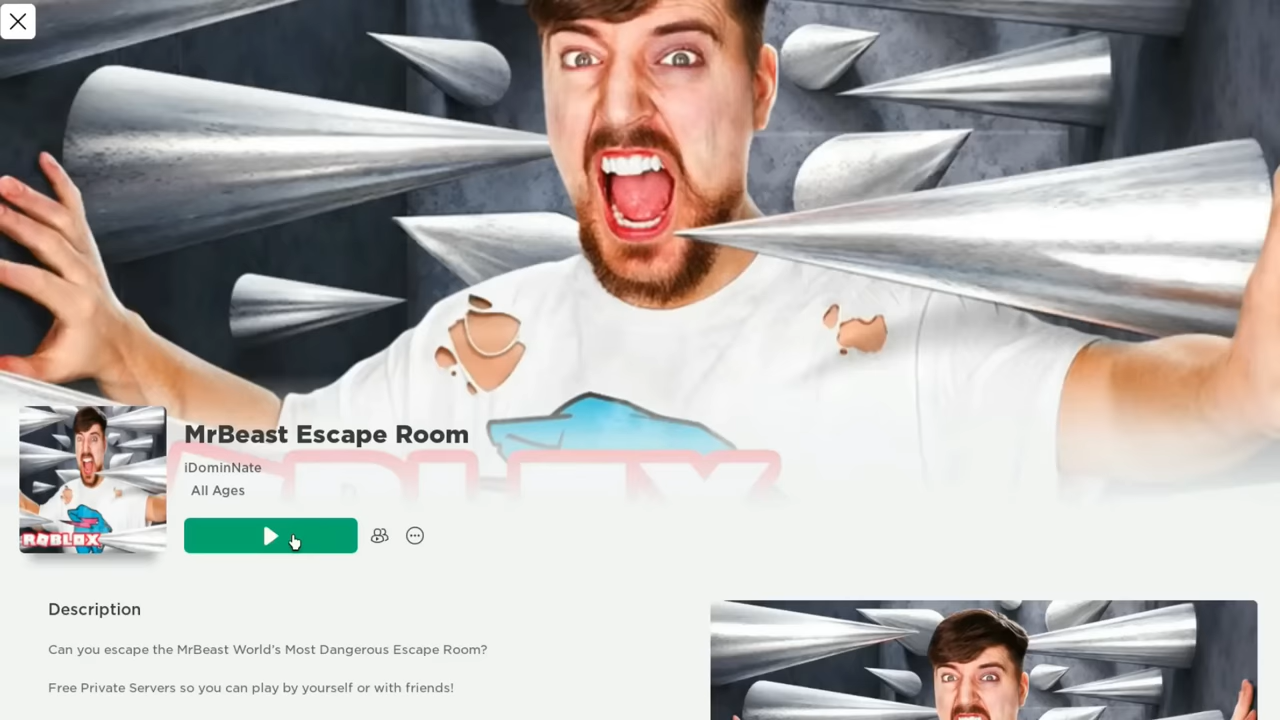 MrBeast Escape Room
iDominNate
All Ages
ROBLOX
Description
Can you escape the MrBeast World's Most Dangerous Escape Room?
Free Private Servers so you can play by yourself or with friends!